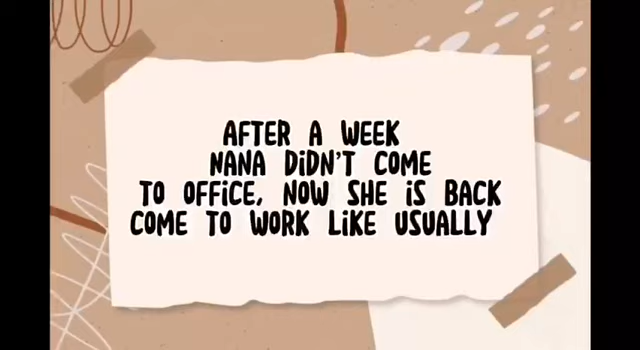 AFTER A WEEK
NANA DiDN'T COME
TO OFFiCE, NOW SHE iS BACK
COME TO WORK LiKE USUALLY